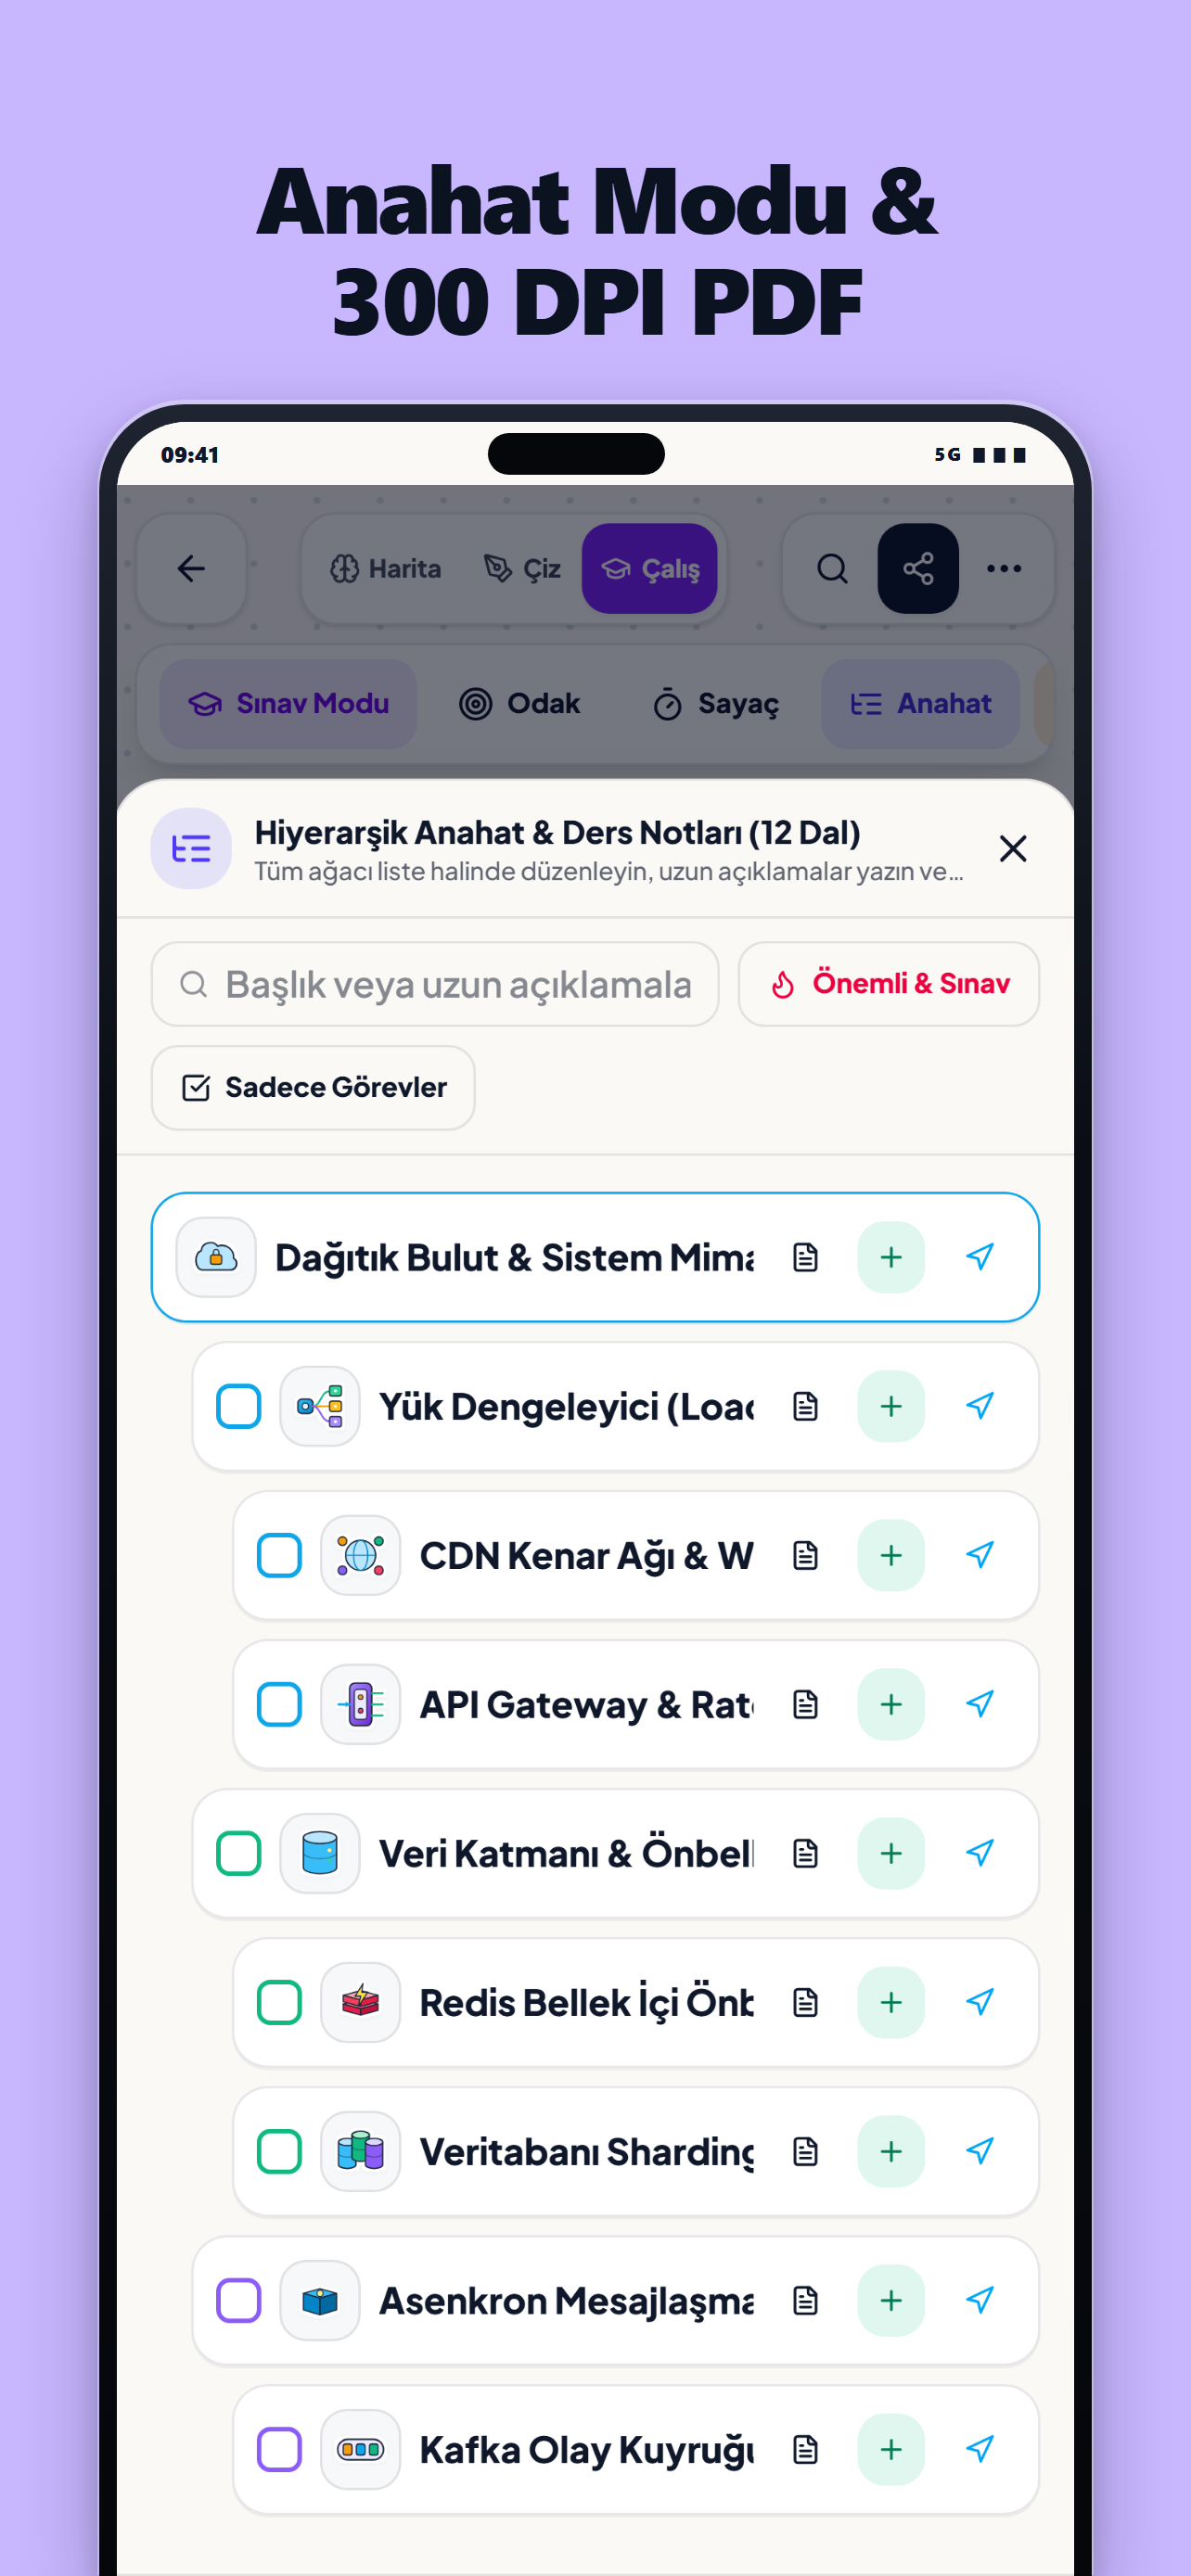 Anahat Modu &
300 DPI PDF
09:41
5G
Harita
Çiz
Çalış
Sınav Modu
Odak
Sayaç
Anahat
Hiyerarşik Anahat & Ders Notları (12 Dal)
Tüm ağacı liste halinde düzenleyin, uzun açıklamalar yazın ve...
Başlık veya uzun açıklamala
Önemli & Sınav
Sadece Görevler
Dağıtık Bulut & Sistem Mima
Yük Dengeleyici (Load
CDN Kenar Ağı & W
API Gateway & Rate
Veri Katmanı & Önbell
Redis Bellek İçi Önb
Veritabanı Sharding
Asenkron Mesajlaşma
Kafka Olay Kuyruğu